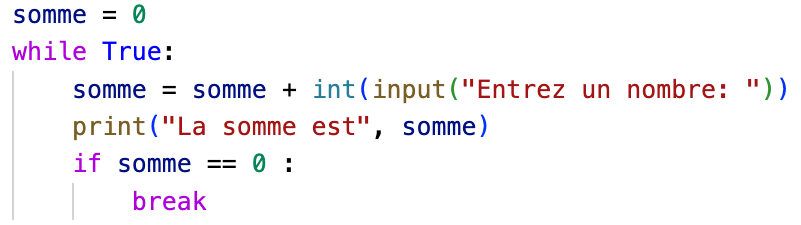 somme = 0
while True:
    somme = somme + int(input("Entrez un nombre: "))
    print("La somme est", somme)
    if somme == 0 :
        break